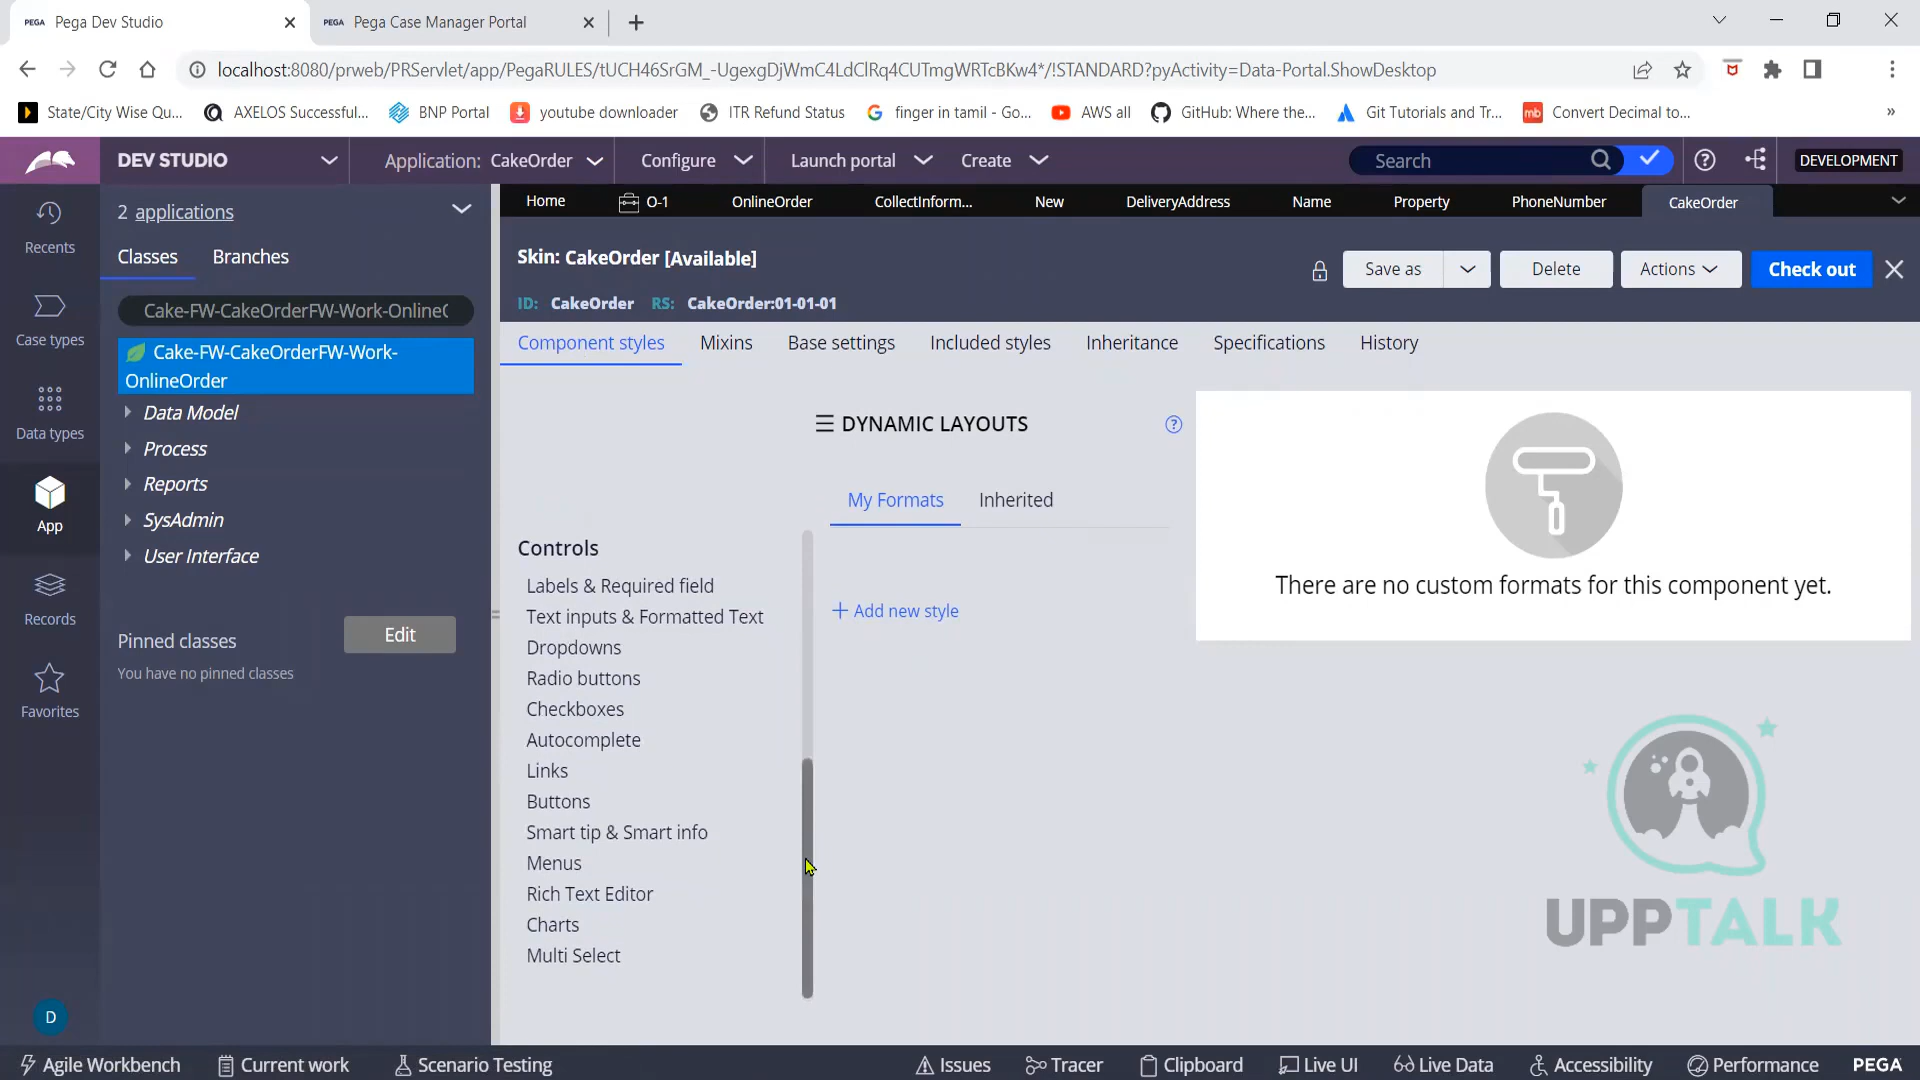 PEGA Pega Dev Studio
PEGA Pega Case Manager Portal
localhost:8080/prweb/PRServlet/app/PegaRULES/tUCH46SrGM_-UgexgDjWmC4LdClRq4CUTmgWRTcBKw4*/!STANDARD?pyActivity=Data-Portal.ShowDesktop
State/City Wise Qu...
AXELOS Successful...
BNP Portal
youtube downloader
ITR Refund Status
finger in tamil - Go...
AWS all
GitHub: Where the...
Git Tutorials and Tr...
mb Convert Decimal to...
»
DEV STUDIO
Application: CakeOrder
Configure
Launch portal
Create
Search
DEVELOPMENT
Recents
Case types
Data types
App
Records
Favorites
D
2 applications
Classes
Branches
Cake-FW-CakeOrderFW-Work-OnlineO
Cake-FW-CakeOrderFW-Work-
OnlineOrder
Data Model
Process
Reports
SysAdmin
User Interface
Pinned classes
Edit
You have no pinned classes
Home
O-1
OnlineOrder
CollectInform...
New
DeliveryAddress
Name
Property
PhoneNumber
CakeOrder
Skin: CakeOrder [Available]
ID: CakeOrder RS: CakeOrder:01-01-01
Save as
Delete
Actions
Check out
Component styles
Mixins
Base settings
Included styles
Inheritance
Specifications
History
Controls
Labels & Required field
Text inputs & Formatted Text
Dropdowns
Radio buttons
Checkboxes
Autocomplete
Links
Buttons
Smart tip & Smart info
Menus
Rich Text Editor
Charts
Multi Select
DYNAMIC LAYOUTS
?
My Formats
Inherited
+ Add new style
There are no custom formats for this component yet.
UPPTALK
Agile Workbench
Current work
Scenario Testing
Issues
Tracer
Clipboard
Live UI
Live Data
Accessibility
Performance
PEGA